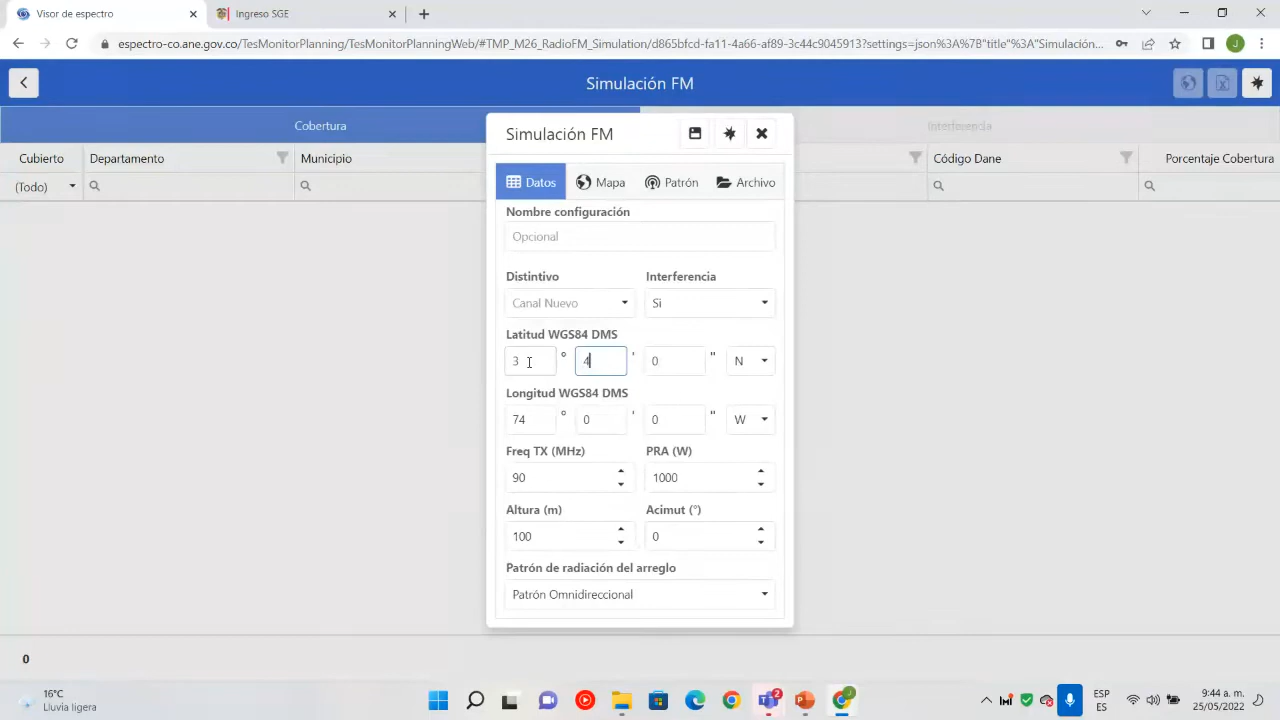 Visor de espectro
Ingreso SGE
espectro-co.ane.gov.co/TesMonitorPlanning/TesMonitorPlanningWeb/#TMP_M26_RadioFM_Simulation/d865bfcd-fa11-4a66-af89-3c44c9045913?settings=json%3A%7B"title"%3A"Simulación...
J
Simulación FM
Cobertura
Interferencia
Cubierto Departamento Municipio Código Dane Porcentaje Cobertura
(Todo)
Simulación FM
Datos Mapa Patrón Archivo
Nombre configuración
Opcional
Distintivo Interferencia
Canal Nuevo Si
Latitud WGS84 DMS
3 ° 4 ' 0 " N
Longitud WGS84 DMS
74 ° 0 ' 0 " W
Freq TX (MHz) PRA (W)
90 1000
Altura (m) Acimut (°)
100 0
Patrón de radiación del arreglo
Patrón Omnidireccional
0
16°C
Lluvia ligera
2
J
ESP
ES
9:44 a. m.
25/05/2022